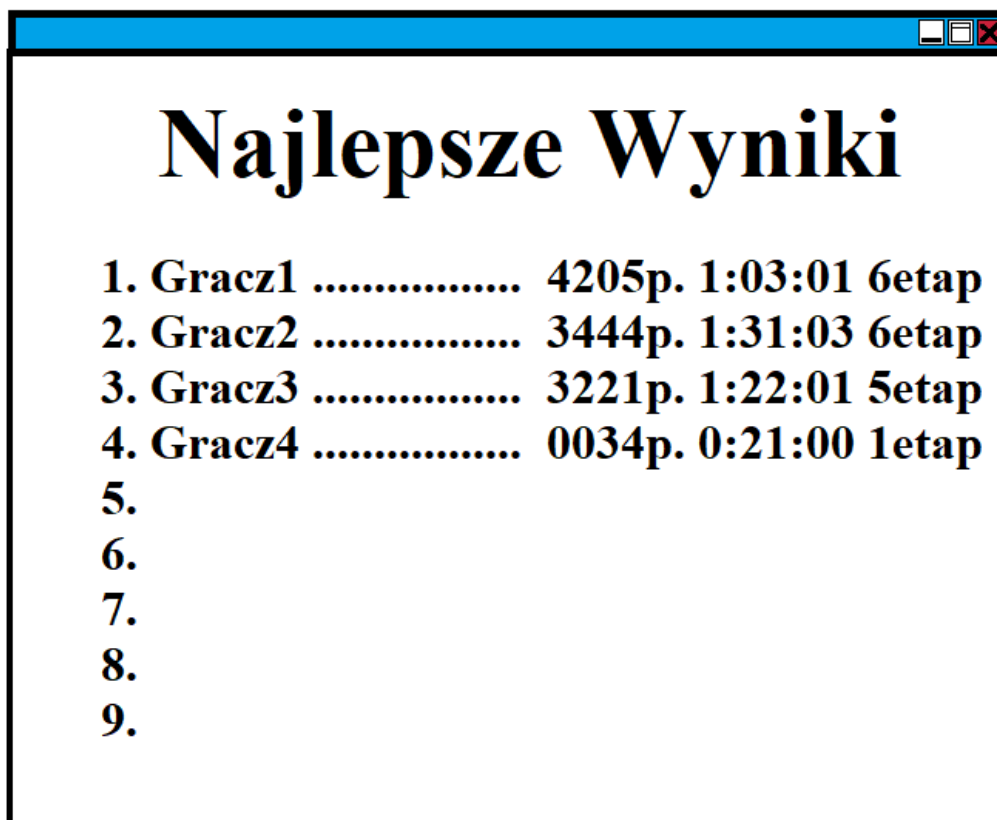 Najlepsze Wyniki
1. Gracz1 ................. 4205p. 1:03:01 6etap
2. Gracz2 ................. 3444p. 1:31:03 6etap
3. Gracz3 ................. 3221p. 1:22:01 5etap
4. Gracz4 ................. 0034p. 0:21:00 1etap
5.
6.
7.
8.
9.